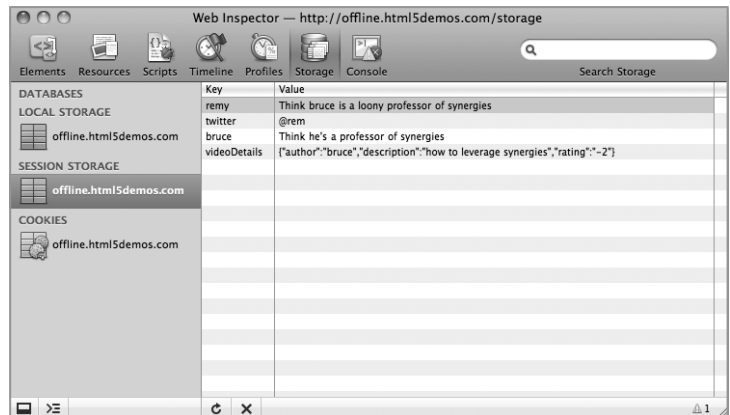 Web Inspector — http://offline.html5demos.com/storage
Elements Resources Scripts Timeline Profiles Storage Console Search Storage
DATABASES
LOCAL STORAGE
offline.html5demos.com
SESSION STORAGE
offline.html5demos.com
COOKIES
offline.html5demos.com
Key Value
remy Think bruce is a loony professor of synergies
twitter @rem
bruce Think he's a professor of synergies
videoDetails {"author":"bruce","description":"how to leverage synergies","rating":"-2"}
1